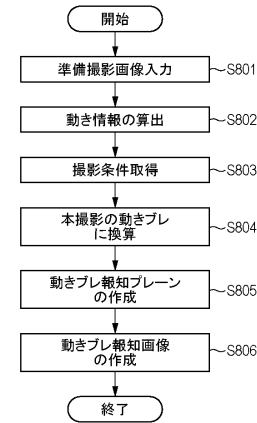 開始
準備撮影画像入力
S801
動き情報の算出
S802
撮影条件取得
S803
本撮影の動きブレ
に換算
S804
動きブレ報知プレーン
の作成
S805
動きブレ報知画像
の作成
S806
終了